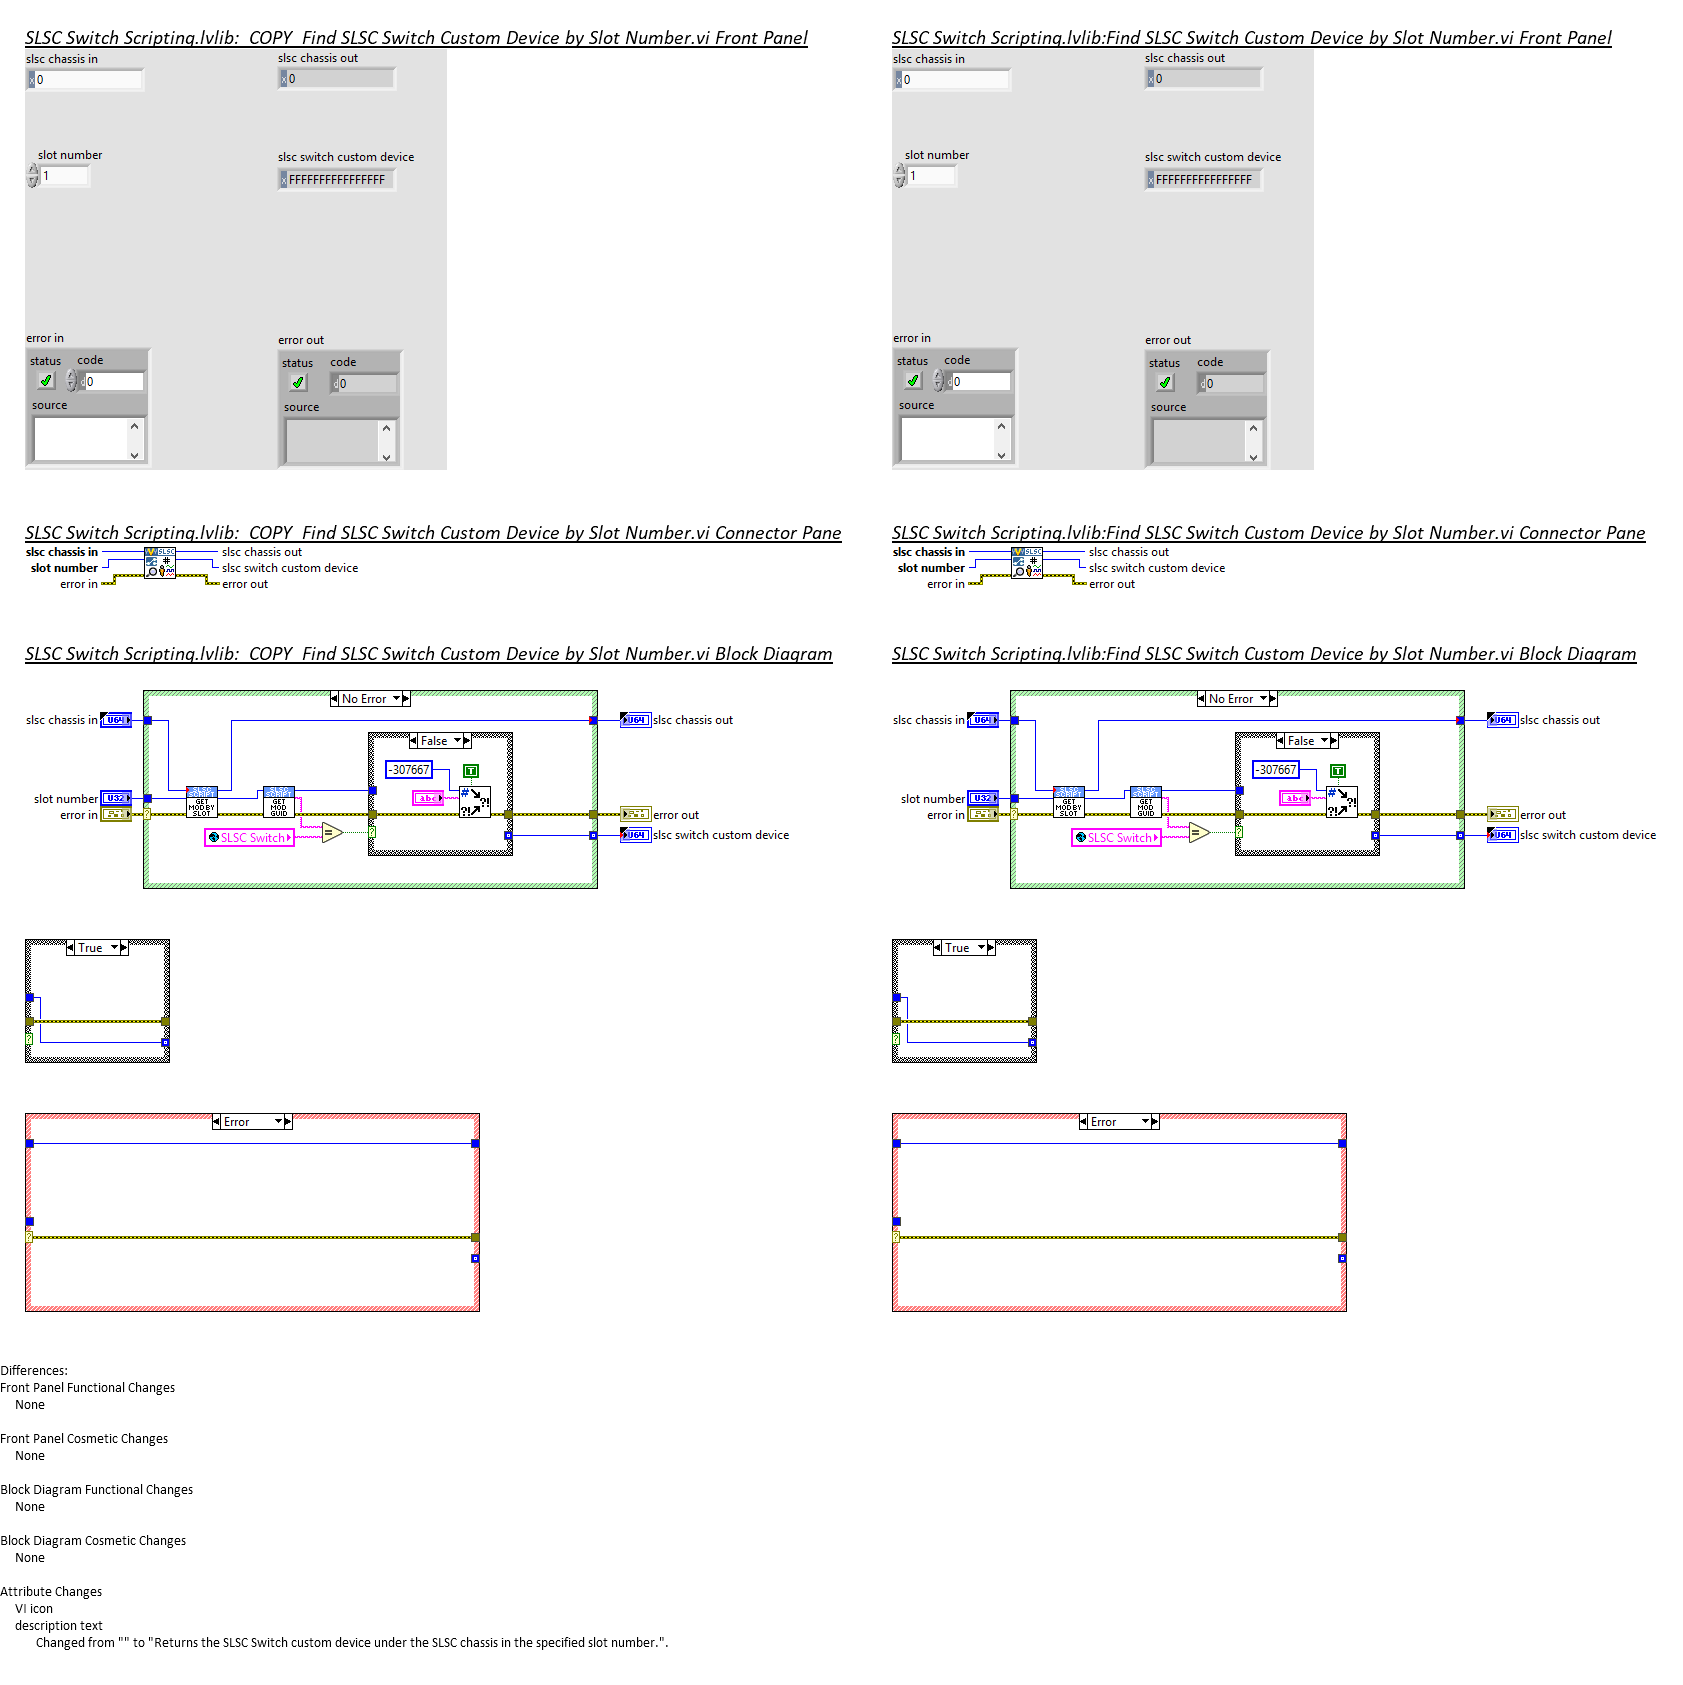 SLSC Switch Scripting.lvlib:  COPY  Find SLSC Switch Custom Device by Slot Number.vi Front Panel
slsc chassis in
x 0
slsc chassis out
x 0
slot number
1
slsc switch custom device
x FFFFFFFFFFFFFFFF
error in
status code
d 0
source
error out
status code
d 0
source
SLSC Switch Scripting.lvlib:Find SLSC Switch Custom Device by Slot Number.vi Front Panel
slsc chassis in
x 0
slsc chassis out
x 0
slot number
1
slsc switch custom device
x FFFFFFFFFFFFFFFF
error in
status code
d 0
source
error out
status code
d 0
source
SLSC Switch Scripting.lvlib:  COPY  Find SLSC Switch Custom Device by Slot Number.vi Connector Pane
slsc chassis in
slot number
error in
SLSC
#
slsc chassis out
slsc switch custom device
error out
SLSC Switch Scripting.lvlib:Find SLSC Switch Custom Device by Slot Number.vi Connector Pane
slsc chassis in
slot number
error in
SLSC
#
slsc chassis out
slsc switch custom device
error out
SLSC Switch Scripting.lvlib:  COPY  Find SLSC Switch Custom Device by Slot Number.vi Block Diagram
No Error
slsc chassis in U64
U64 slsc chassis out
False
-307667
T
abc
# ?! ?!
slot number U32
error in
SLSC SCRIPT GET MOD BY SLOT
SLSC SCRIPT GET MOD GUID
?
SLSC Switch
=
?
error out
U64 slsc switch custom device
True
?
Error
?
SLSC Switch Scripting.lvlib:Find SLSC Switch Custom Device by Slot Number.vi Block Diagram
No Error
slsc chassis in U64
U64 slsc chassis out
False
-307667
T
abc
# ?! ?!
slot number U32
error in
SLSC SCRIPT GET MOD BY SLOT
SLSC SCRIPT GET MOD GUID
?
SLSC Switch
=
?
error out
U64 slsc switch custom device
True
?
Error
?
Differences:
Front Panel Functional Changes
None
Front Panel Cosmetic Changes
None
Block Diagram Functional Changes
None
Block Diagram Cosmetic Changes
None
Attribute Changes
VI icon
description text
Changed from "" to "Returns the SLSC Switch custom device under the SLSC chassis in the specified slot number.".